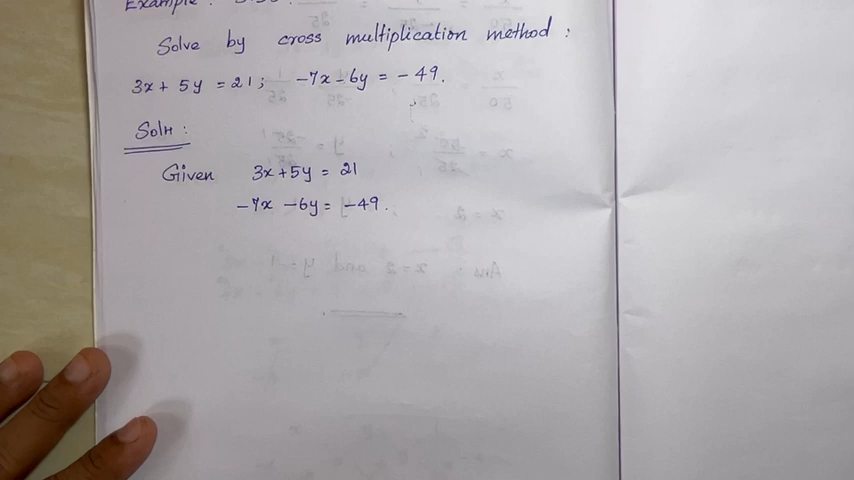 Example :
Solve by cross multiplication method :
3x + 5y = 21 ; -7x - 6y = - 49.
Soln :
Given 3x + 5y = 21
-7x - 6y = - 49.